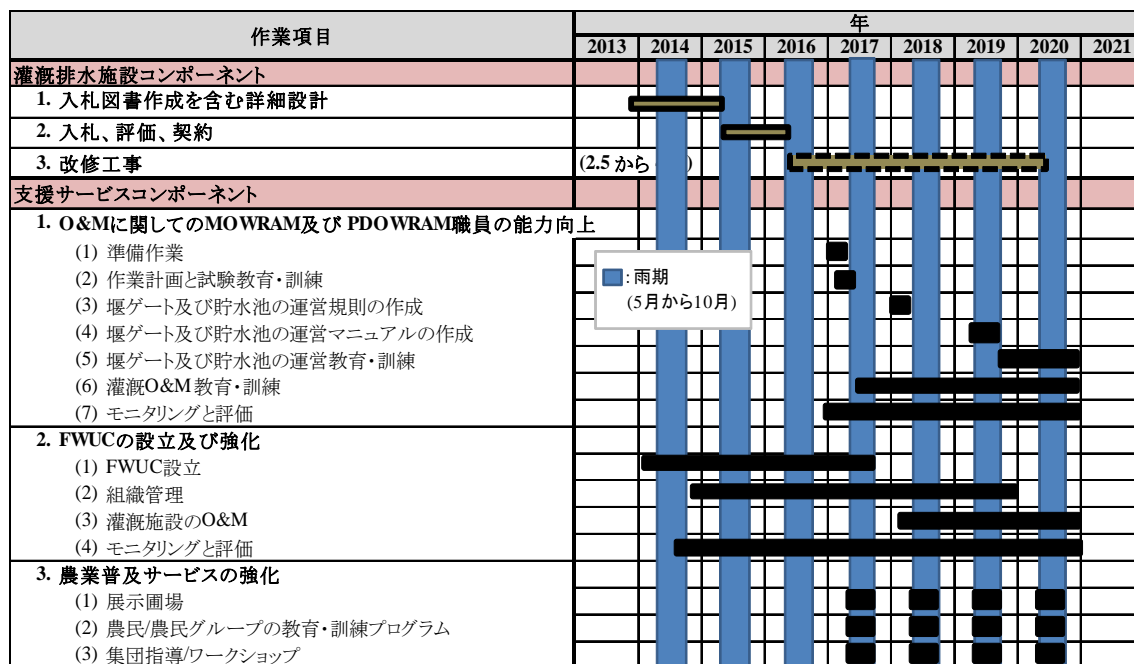 作業項目
年
2013 2014 2015 2016 2017 2018 2019 2020 2021
灌漑排水施設コンポーネント
1. 入札図書作成を含む詳細設計
2. 入札、評価、契約
3. 改修工事 (2.5 から )
支援サービスコンポーネント
1. O&Mに関してのMOWRAM及び PDOWRAM職員の能力向上
(1) 準備作業
(2) 作業計画と試験教育・訓練
(3) 堰ゲート及び貯水池の運営規則の作成
(4) 堰ゲート及び貯水池の運営マニュアルの作成
(5) 堰ゲート及び貯水池の運営教育・訓練
(6) 灌漑O&M教育・訓練
(7) モニタリングと評価
:雨期
(5月から10月)
2. FWUCの設立及び強化
(1) FWUC設立
(2) 組織管理
(3) 灌漑施設のO&M
(4) モニタリングと評価
3. 農業普及サービスの強化
(1) 展示圃場
(2) 農民/農民グループの教育・訓練プログラム
(3) 集団指導/ワークショップ